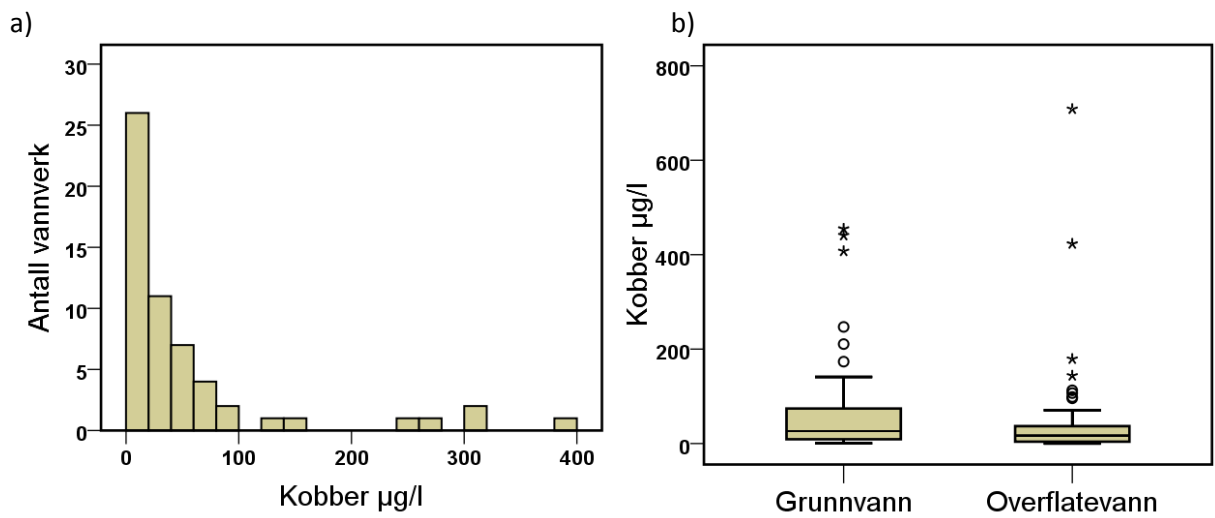 a)
30
25
20
15
10
5
0
Antall vannverk
0 100 200 300 400
Kobber µg/l
b)
800
600
400
200
0
Kobber µg/l
Grunnvann Overflatevann